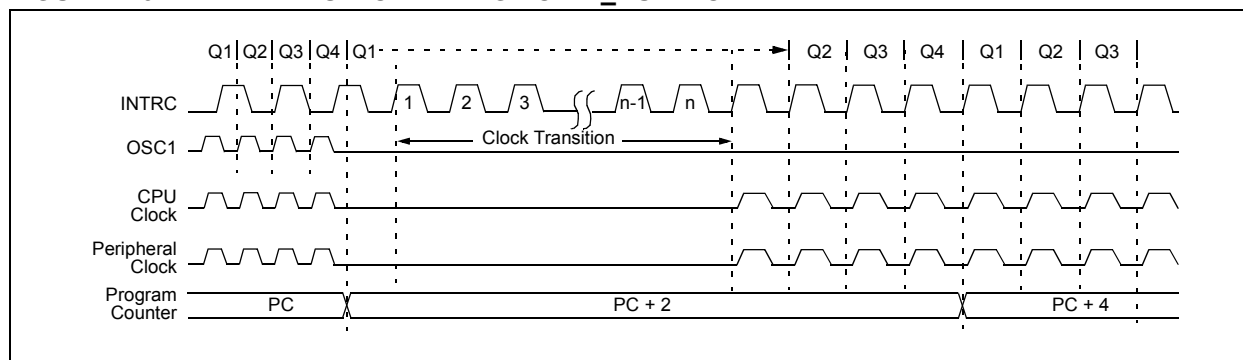 Q1 Q2 Q3 Q4 Q1 Q2 Q3 Q4 Q1 Q2 Q3
INTRC 1 2 3 n-1 n
Clock Transition
OSC1
CPU
Clock
Peripheral
Clock
Program
Counter
PC PC + 2 PC + 4